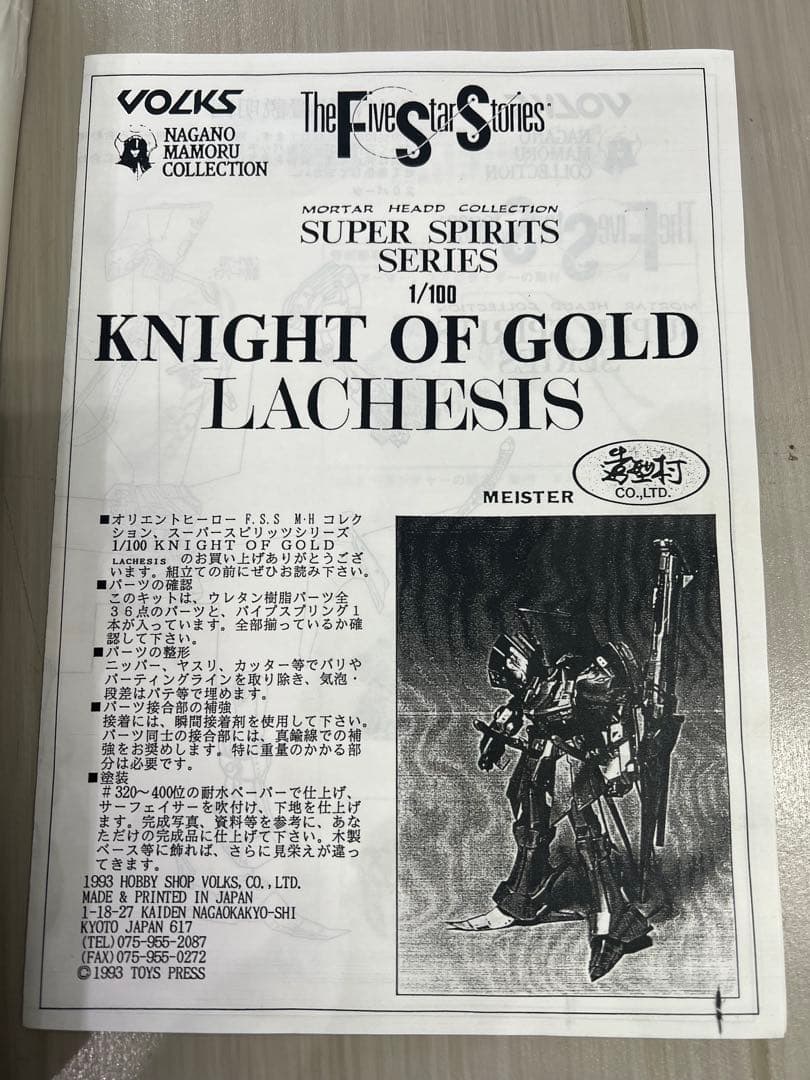 VOLKS
The Five Star Stories
NAGANO
MAMORU
COLLECTION
MORTAR HEADD COLLECTION
SUPER SPIRITS
SERIES
1/100
KNIGHT OF GOLD
LACHESIS
MEISTER
造型村
CO.,LTD.
■オリエントヒーロー F.S.S M·H コレク
ション、スーパースピリッツシリーズ
1/100 KNIGHT OF GOLD
LACHESIS のお買い上げありがとうござ
います。組立ての前にぜひお読み下さい。
■パーツの確認
このキットは、ウレタン樹脂パーツ全
36点のパーツと、パイプスプリング1
本が入っています。全部揃っているか確
認して下さい。
■パーツの整形
ニッパー、ヤスリ、カッター等でバリや
パーティングラインを取り除き、気泡・
段差はパテ等で埋めます。
■パーツ接合部の補強
接着には、瞬間接着剤を使用して下さい。
パーツ同士の接合部には、真鍮線での補
強をお奨めします。特に重量のかかる部
分は必要です。
■塗装
#320～400位の耐水ペーパーで仕上げ、
サーフェイサーを吹付け、下地を仕上げ
ます。完成写真、資料等を参考に、あな
ただけの完成品に仕上げて下さい。木製
ベース等に飾れば、さらに見栄えが違っ
てきます。
1993 HOBBY SHOP VOLKS, CO., LTD.
MADE & PRINTED IN JAPAN
1-18-27 KAIDEN NAGAOKAKYO-SHI
KYOTO JAPAN 617
(TEL)075-955-2087
(FAX)075-955-0272
©1993 TOYS PRESS